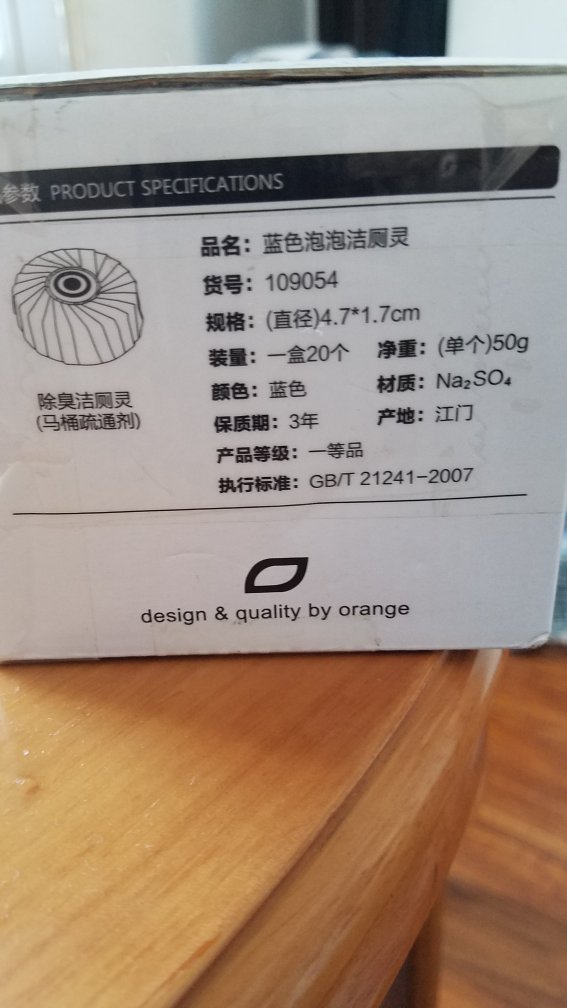 参数 PRODUCT SPECIFICATIONS
品名：蓝色泡泡洁厕灵
货号：109054
规格：(直径)4.7*1.7cm
装量：一盒20个 净重：(单个)50g
颜色：蓝色 材质：Na₂SO₄
保质期：3年 产地：江门
产品等级：一等品
执行标准：GB/T 21241-2007
除臭洁厕灵
(马桶疏通剂)
design & quality by orange